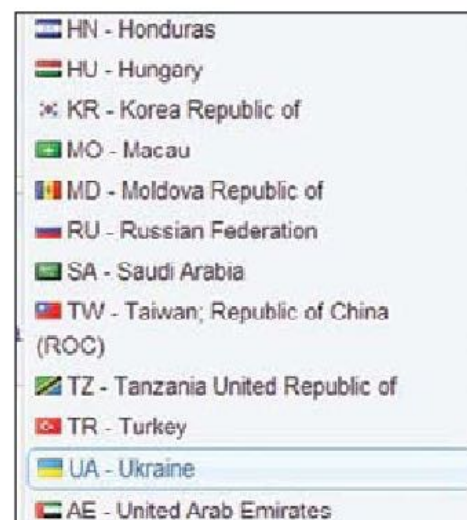 HN - Honduras
HU - Hungary
KR - Korea Republic of
MO - Macau
MD - Moldova Republic of
RU - Russian Federation
SA - Saudi Arabia
TW - Taiwan; Republic of China
(ROC)
TZ - Tanzania United Republic of
TR - Turkey
UA - Ukraine
AE - United Arab Emirates